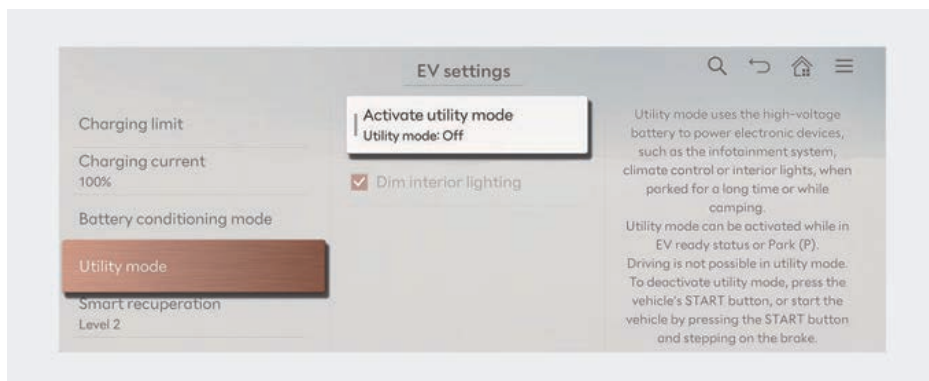 EV settings
Charging limit
Charging current
100%
Battery conditioning mode
Utility mode
Smart recuperation
Level 2
Activate utility mode
Utility mode: Off
Dim interior lighting
Utility mode uses the high-voltage
battery to power electronic devices,
such as the infotainment system,
climate control or interior lights, when
parked for a long time or while
camping.
Utility mode can be activated while in
EV ready status or Park (P).
Driving is not possible in utility mode.
To deactivate utility mode, press the
vehicle's START button, or start the
vehicle by pressing the START button
and stepping on the brake.